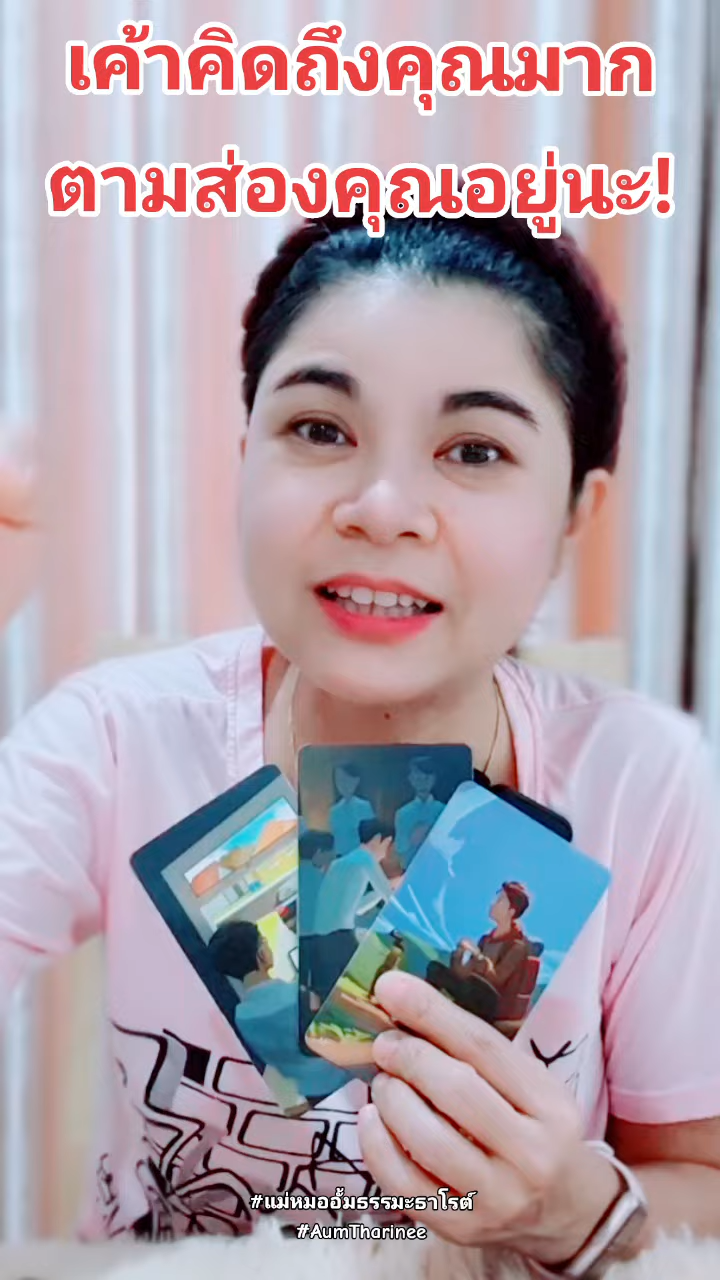 เค้าคิดถึงคุณมาก
ตามส่องคุณอยู่นะ!
#แม่หมออั้มธรรมะธาโรต์
#AumTharinee